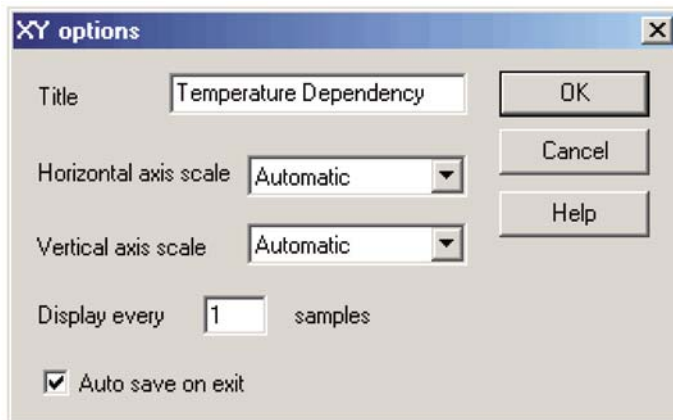 XY options
Title Temperature Dependency OK
Cancel
Horizontal axis scale Automatic
Help
Vertical axis scale Automatic
Display every 1 samples
Auto save on exit